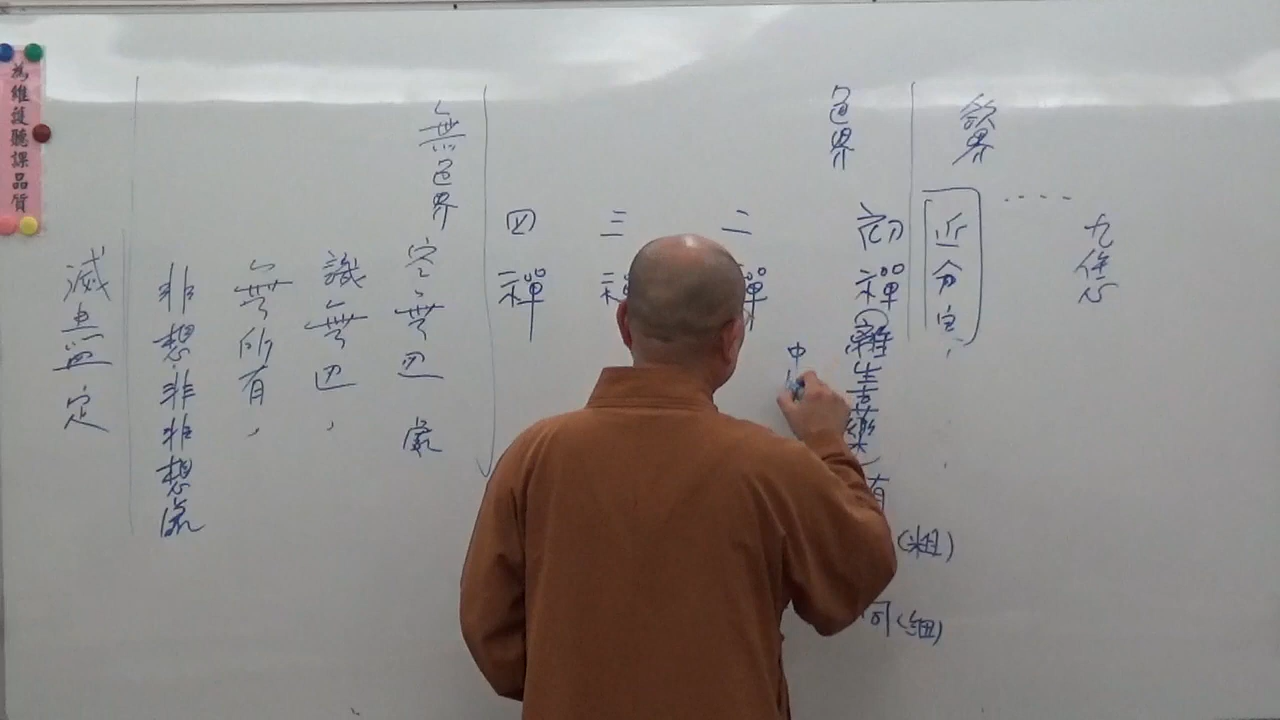 欲界
九住心
近分定
色界
初禪(離生喜樂)有
(粗)
伺(細)
中
二禪
三禪
四禪
無色界
空無邊處
識無邊,
無所有,
非想非非想處
滅盡定
為維護聽課品質